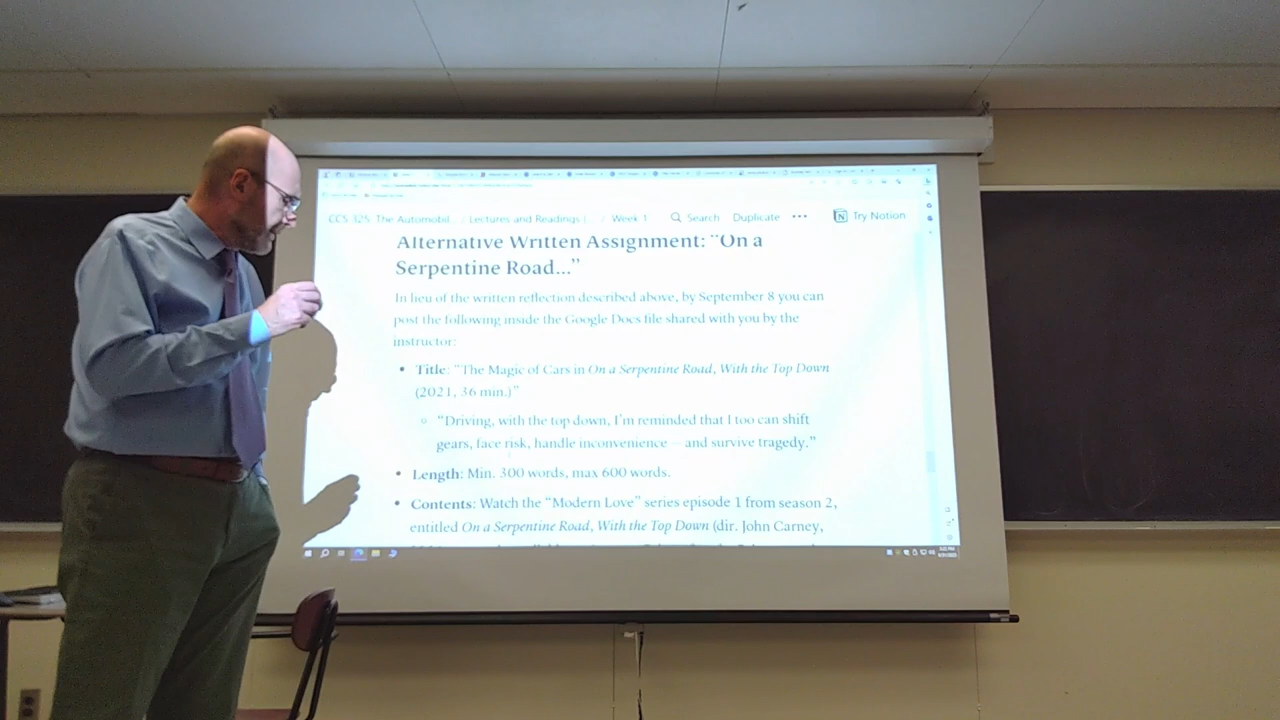 CCS 325: The Automobil... / Lectures and Readings (... / Week 1 Search Duplicate ••• Try Notion
Alternative Written Assignment: "On a
Serpentine Road..."
In lieu of the written reflection described above, by September 8 you can
post the following inside the Google Docs file shared with you by the
instructor:
• Title: "The Magic of Cars in On a Serpentine Road, With the Top Down
(2021, 36 min.)"
○ "Driving, with the top down, I'm reminded that I too can shift
gears, face risk, handle inconvenience — and survive tragedy."
• Length: Min. 300 words, max 600 words.
• Contents: Watch the "Modern Love" series episode 1 from season 2,
entitled On a Serpentine Road, With the Top Down (dir. John Carney,